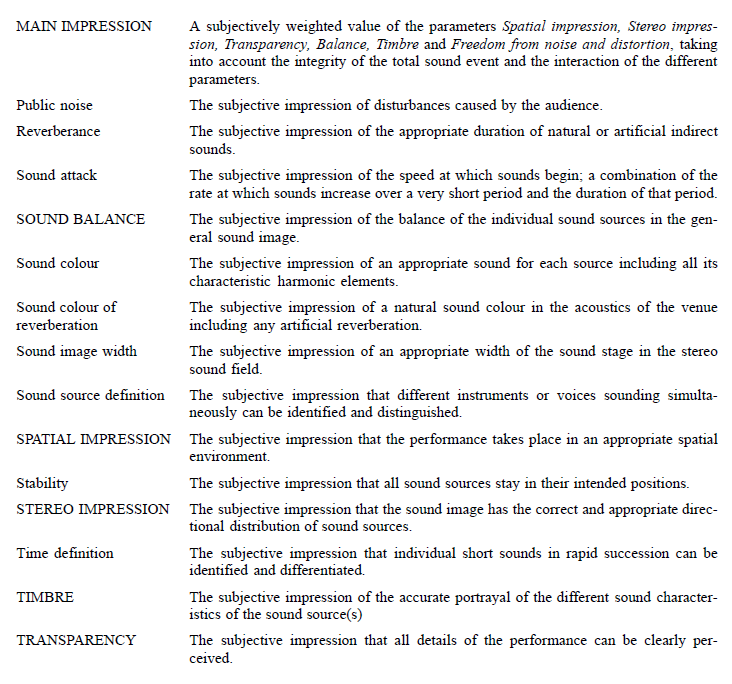 MAIN IMPRESSION A subjectively weighted value of the parameters Spatial impression, Stereo impres-
sion, Transparency, Balance, Timbre and Freedom from noise and distortion, taking
into account the integrity of the total sound event and the interaction of the different
parameters.
Public noise The subjective impression of disturbances caused by the audience.
Reverberance The subjective impression of the appropriate duration of natural or artificial indirect
sounds.
Sound attack The subjective impression of the speed at which sounds begin; a combination of the
rate at which sounds increase over a very short period and the duration of that period.
SOUND BALANCE The subjective impression of the balance of the individual sound sources in the gen-
eral sound image.
Sound colour The subjective impression of an appropriate sound for each source including all its
characteristic harmonic elements.
Sound colour of The subjective impression of a natural sound colour in the acoustics of the venue
reverberation including any artificial reverberation.
Sound image width The subjective impression of an appropriate width of the sound stage in the stereo
sound field.
Sound source definition The subjective impression that different instruments or voices sounding simulta-
neously can be identified and distinguished.
SPATIAL IMPRESSION The subjective impression that the performance takes place in an appropriate spatial
environment.
Stability The subjective impression that all sound sources stay in their intended positions.
STEREO IMPRESSION The subjective impression that the sound image has the correct and appropriate direc-
tional distribution of sound sources.
Time definition The subjective impression that individual short sounds in rapid succession can be
identified and differentiated.
TIMBRE The subjective impression of the accurate portrayal of the different sound character-
istics of the sound source(s)
TRANSPARENCY The subjective impression that all details of the performance can be clearly per-
ceived.